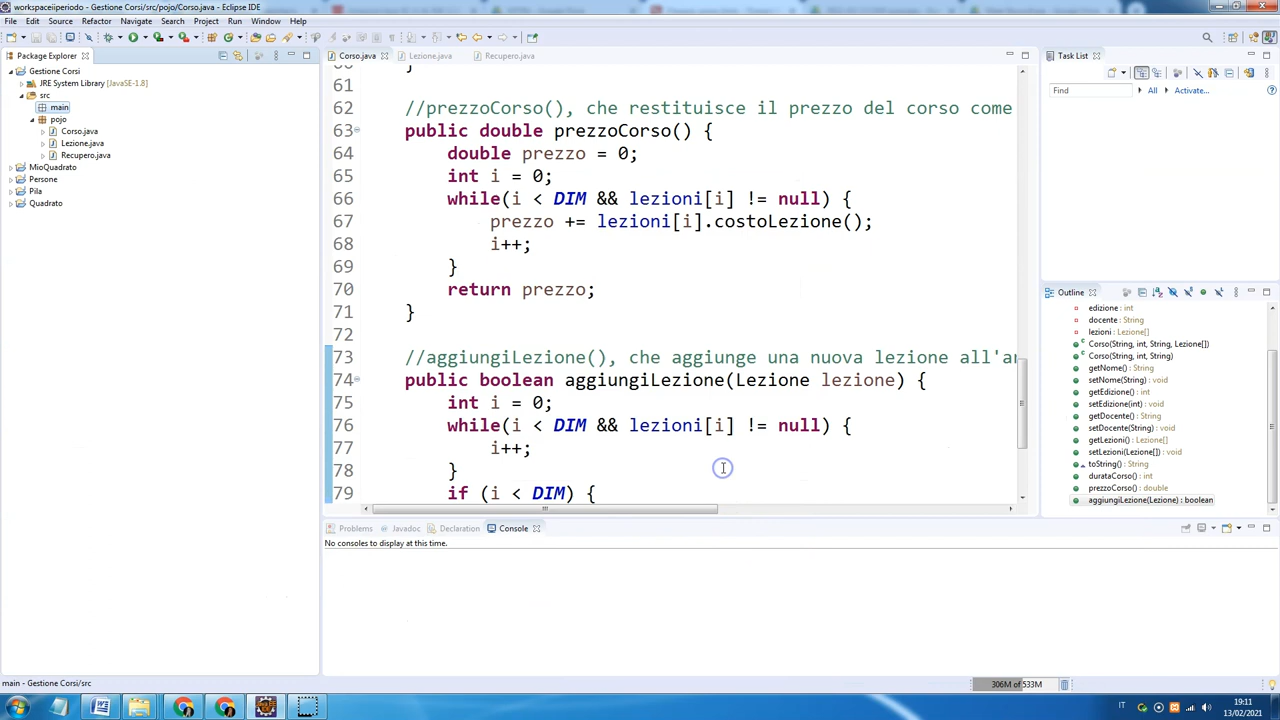 workspaceiiperiodo - Gestione Corsi/src/pojo/Corso.java - Eclipse IDE
File Edit Source Refactor Navigate Search Project Run Window Help
Package Explorer
Gestione Corsi
JRE System Library [JavaSE-1.8]
src
main
pojo
Corso.java
Lezione.java
Recupero.java
MioQuadrato
Persone
Pila
Quadrato
Corso.java Lezione.java Recupero.java
60 }
61
62 //prezzoCorso(), che restituisce il prezzo del corso come
63 public double prezzoCorso() {
64 double prezzo = 0;
65 int i = 0;
66 while(i < DIM && lezioni[i] != null) {
67 prezzo += lezioni[i].costoLezione();
68 i++;
69 }
70 return prezzo;
71 }
72
73 //aggiungiLezione(), che aggiunge una nuova lezione all'ar
74 public boolean aggiungiLezione(Lezione lezione) {
75 int i = 0;
76 while(i < DIM && lezioni[i] != null) {
77 i++;
78 }
79 if (i < DIM) {
Problems Javadoc Declaration Console
No consoles to display at this time.
Task List
Find All Activate...
Outline
edizione : int
docente : String
lezioni : Lezione[]
Corso(String, int, String, Lezione[])
Corso(String, int, String)
getNome() : String
setNome(String) : void
getEdizione() : int
setEdizione(int) : void
getDocente() : String
setDocente(String) : void
getLezioni() : Lezione[]
setLezioni(Lezione[]) : void
toString() : String
durataCorso() : int
prezzoCorso() : double
aggiungiLezione(Lezione) : boolean
main - Gestione Corsi/src
306M of 533M
IT
19:11
13/02/2021